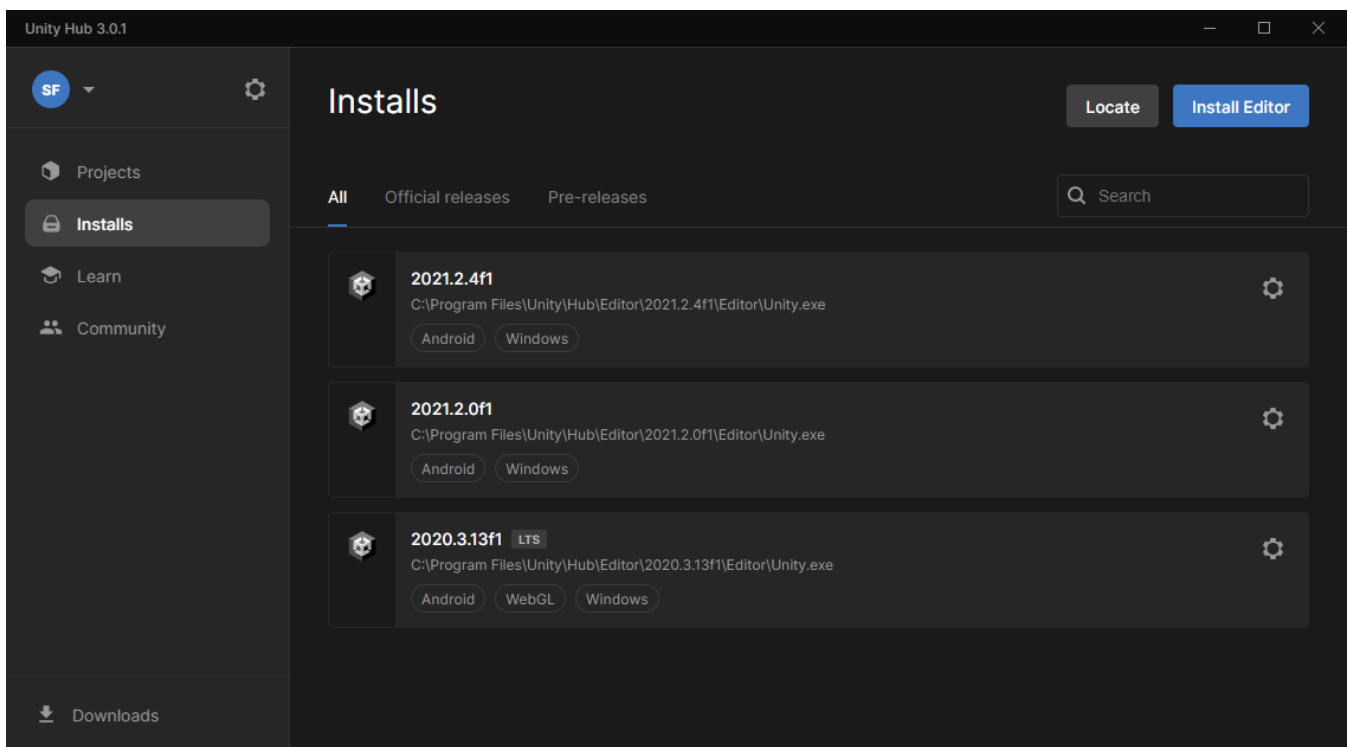 Unity Hub 3.0.1
SF
Installs
Locate
Install Editor
Projects
Installs
Learn
Community
All
Official releases
Pre-releases
Search
2021.2.4f1
C:\Program Files\Unity\Hub\Editor\2021.2.4f1\Editor\Unity.exe
Android
Windows
2021.2.0f1
C:\Program Files\Unity\Hub\Editor\2021.2.0f1\Editor\Unity.exe
Android
Windows
2020.3.13f1 LTS
C:\Program Files\Unity\Hub\Editor\2020.3.13f1\Editor\Unity.exe
Android
WebGL
Windows
Downloads